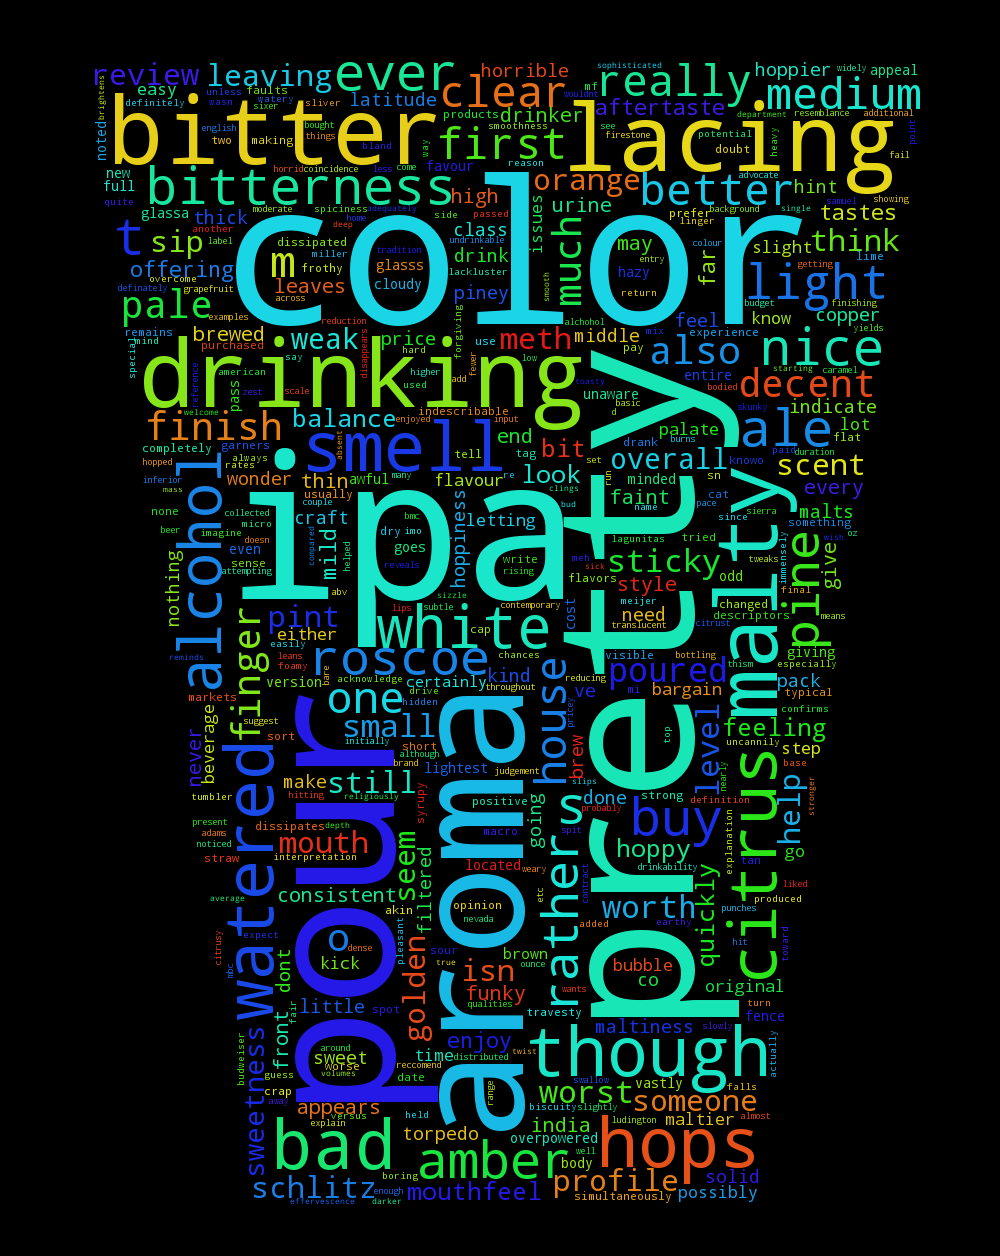 review leaving ever horrible really hoppier widely appeal
sophisticated
easy faults clear mf medium
definitely unless watery sliver latitude aftertaste
brightens wasn sixer products drinker department resemblance additional
noted english bought things smoothness see firestone potential heavy point
bitter first lacing
two making bland way favour reason doubt fail
horrid coincidence less come
new full bitterness high orange better advocate hint showing
quite moderate spiciness adequately side passed issues much prefer background single samuel
glassa thick home deep class urine linger tastes
t sip another label dissipated tradition undrinkable may entry far colour slight think lime
m miller glasss drink hazy
offering frothy cloudy lackluster smooth return light getting
overcome leaves piney budget finishing
definately grapefruit across color
pale examples reduction forgiving alchohol mix feel know copper yields
remains brewed weak price use meth middle experience
mind purchased disappears hard pay also nice
special american say higher fewer low entire starting caramel
drinking pass zest scale used add toasty bodied decent
reference unaware basic skunky indicate
welcome balance enjoyed indescribable input d
finish absent palate ale lot
completely garners smell tell end bit drank burns paid flat
hopped always tag overall duration
inferior rates wonder thin awful flavour look clings set minded knowo scent
mass usually many re run sn
none collected couple bmc bud faint cat pace every
alcohol micro craft dry imo hoppiness letting name since sierra malts
beer imagine doesn compared mild goes lagunitas tried something oz
even sense helped write meh sticky tweaks immensely wish
nothing attempting reveals rising sick flavors odd pine give
ipa sizzle style final
abv lips subtle contemporary cost need meijer changed means
pint white cap translucent descriptors citrust
finger either chances malty
easily roscoe visible bottling giving
reminds leans foamy bare acknowledge throughout kind reducing poured thism especially
version certainly ve bargain pack typical
markets one drive hidden pricey mi level confirms
suggest small house top feeling
never beverage sort initially short although brew uncannily step
watered brand lightest judgement slips nearly base
make still done strong
tumbler hitting religiously syrupy positive probably definition help stronger
present dissipates depth macro going s buy
adams mouth spit hoppy explanation
noticed interpretation seem located weary drinkability tan go
straw consistent filtered etc contract liked
average akin opinion rather worth quickly citrus produced
citrusy pour nevada added earthy punches
expect o dense pleasant sour brown hit toward
mbc kick true isn ounce bubble
dont golden funky wants co original
fair little spot qualities pretty turn
sweetness front travesty maltiness slowly fence
around aroma enjoy though actually
budweiser sweet worse time distributed twist
guess volumes reccomend swallow vastly falls
crap date range worst someone
away appears held biscuity slightly almost
versus explain torpedo india ludington maltier
bad overpowered hops
amber well body
boring profile solid
schlitz enough mouthfeel simultaneously possibly
effervescence darker